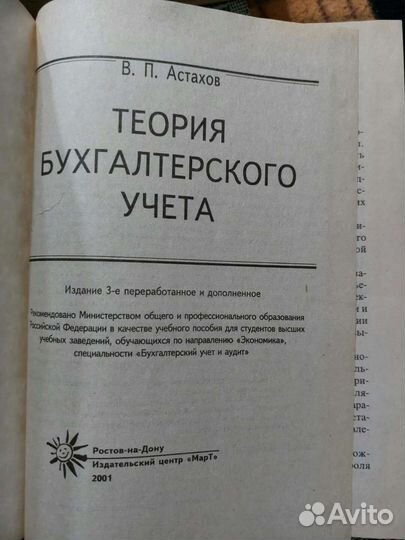 В. П. Астахов
ТЕОРИЯ
БУХГАЛТЕРСКОГО
УЧЕТА
Издание 3-е переработанное и дополненное
Рекомендовано Министерством общего и профессионального образования
Российской Федерации в качестве учебного пособия для студентов высших
учебных заведений, обучающихся по направлению «Экономика»,
специальности «Бухгалтерский учет и аудит»
Ростов-на-Дону
Издательский центр «МарТ»
2001
Avito